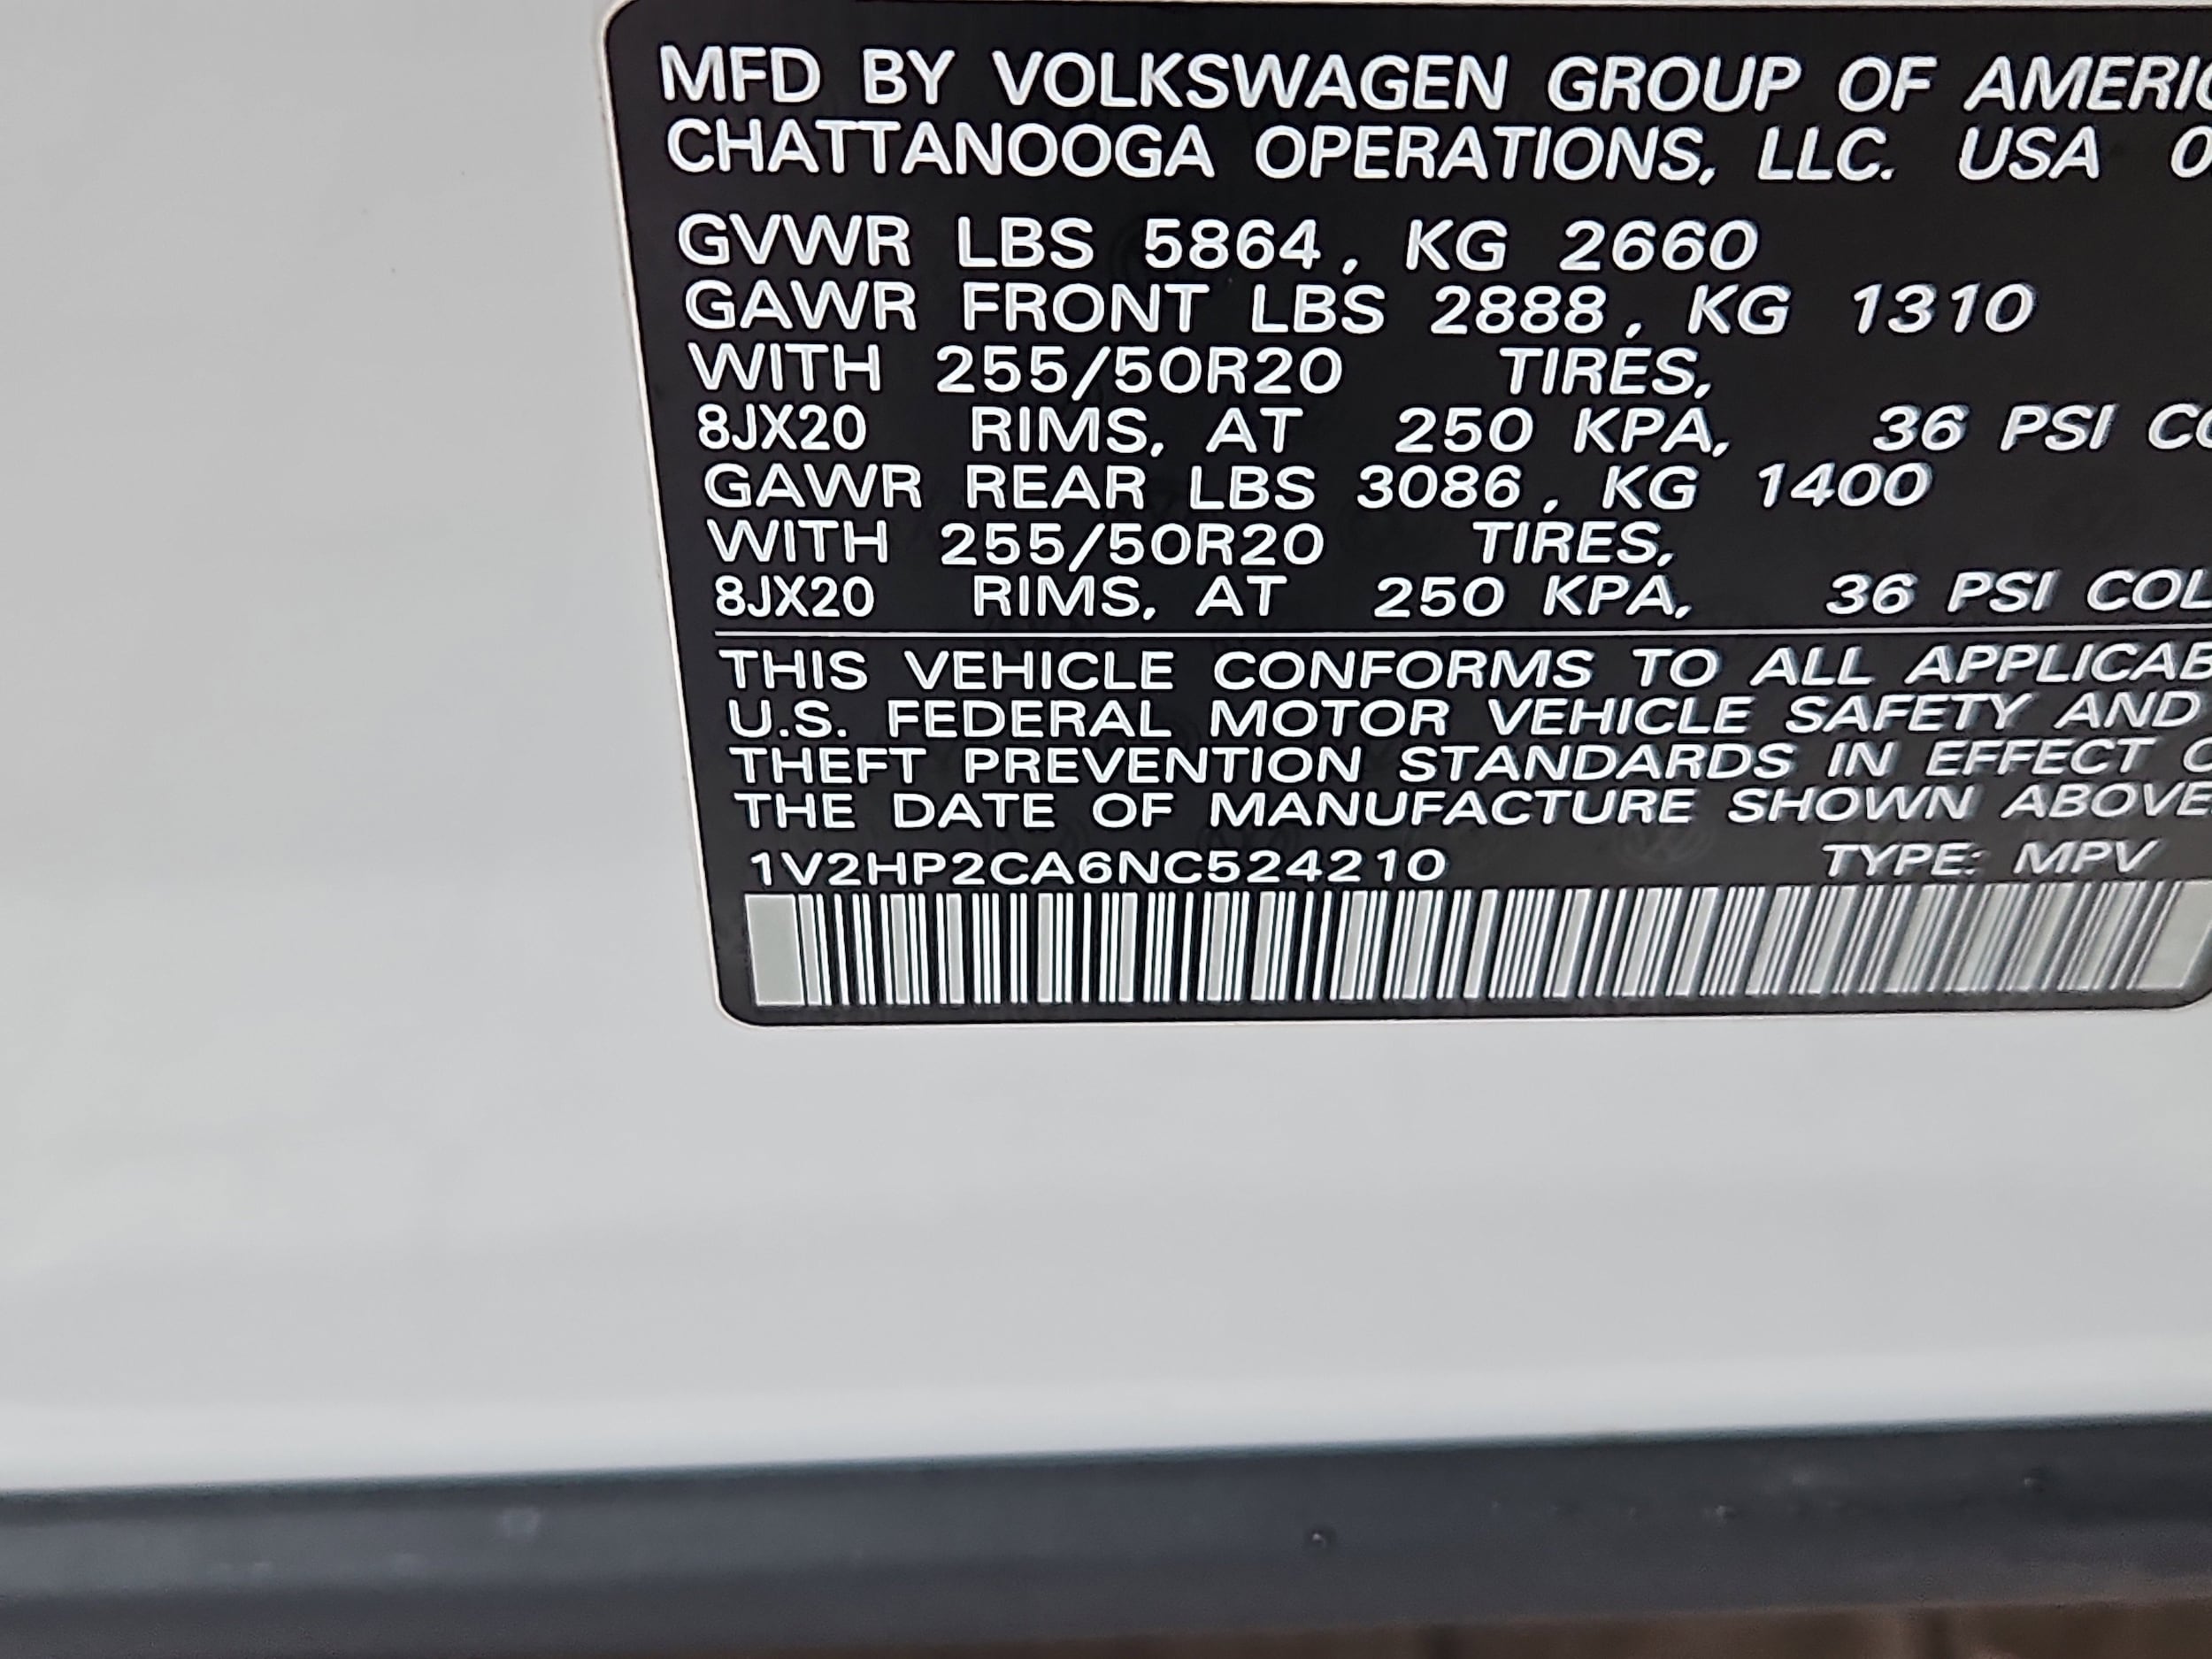 MFD BY VOLKSWAGEN GROUP OF
CHATTANOOGA OPERATIONS, LLC. USA
GVWR LBS 5864, KG 2660
GAWR FRONT LBS 2888, KG 1310
WITH 255/50R20 TIRES,
8JX20 RIMS, AT 250 KPA, 36 PSI
GAWR REAR LBS 3086, KG 1400
WITH 255/50R20 TIRES,
8JX20 RIMS, AT 250 KPA, 36 PSI
THIS VEHICLE CONFORMS TO ALL
U.S. FEDERAL MOTOR VEHICLE SAFETY AND
THEFT PREVENTION STANDARDS IN EFFECT
THE DATE OF MANUFACTURE SHOWN ABOVE
1V2HP2CA6NC524210 TYPE: MPV